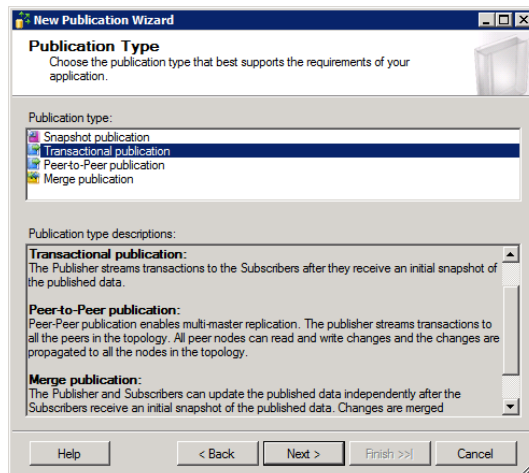 New Publication Wizard
Publication Type
Choose the publication type that best supports the requirements of your
application.
Publication type:
Snapshot publication
Transactional publication
Peer-to-Peer publication
Merge publication
Publication type descriptions:
Transactional publication:
The Publisher streams transactions to the Subscribers after they receive an initial snapshot of
the published data.
Peer-to-Peer publication:
Peer-Peer publication enables multi-master replication. The publisher streams transactions to
all the peers in the topology. All peer nodes can read and write changes and the changes are
propagated to all the nodes in the topology.
Merge publication:
The Publisher and Subscribers can update the published data independently after the
Subscribers receive an initial snapshot of the published data. Changes are merged
Help
< Back
Next >
Finish >>|
Cancel